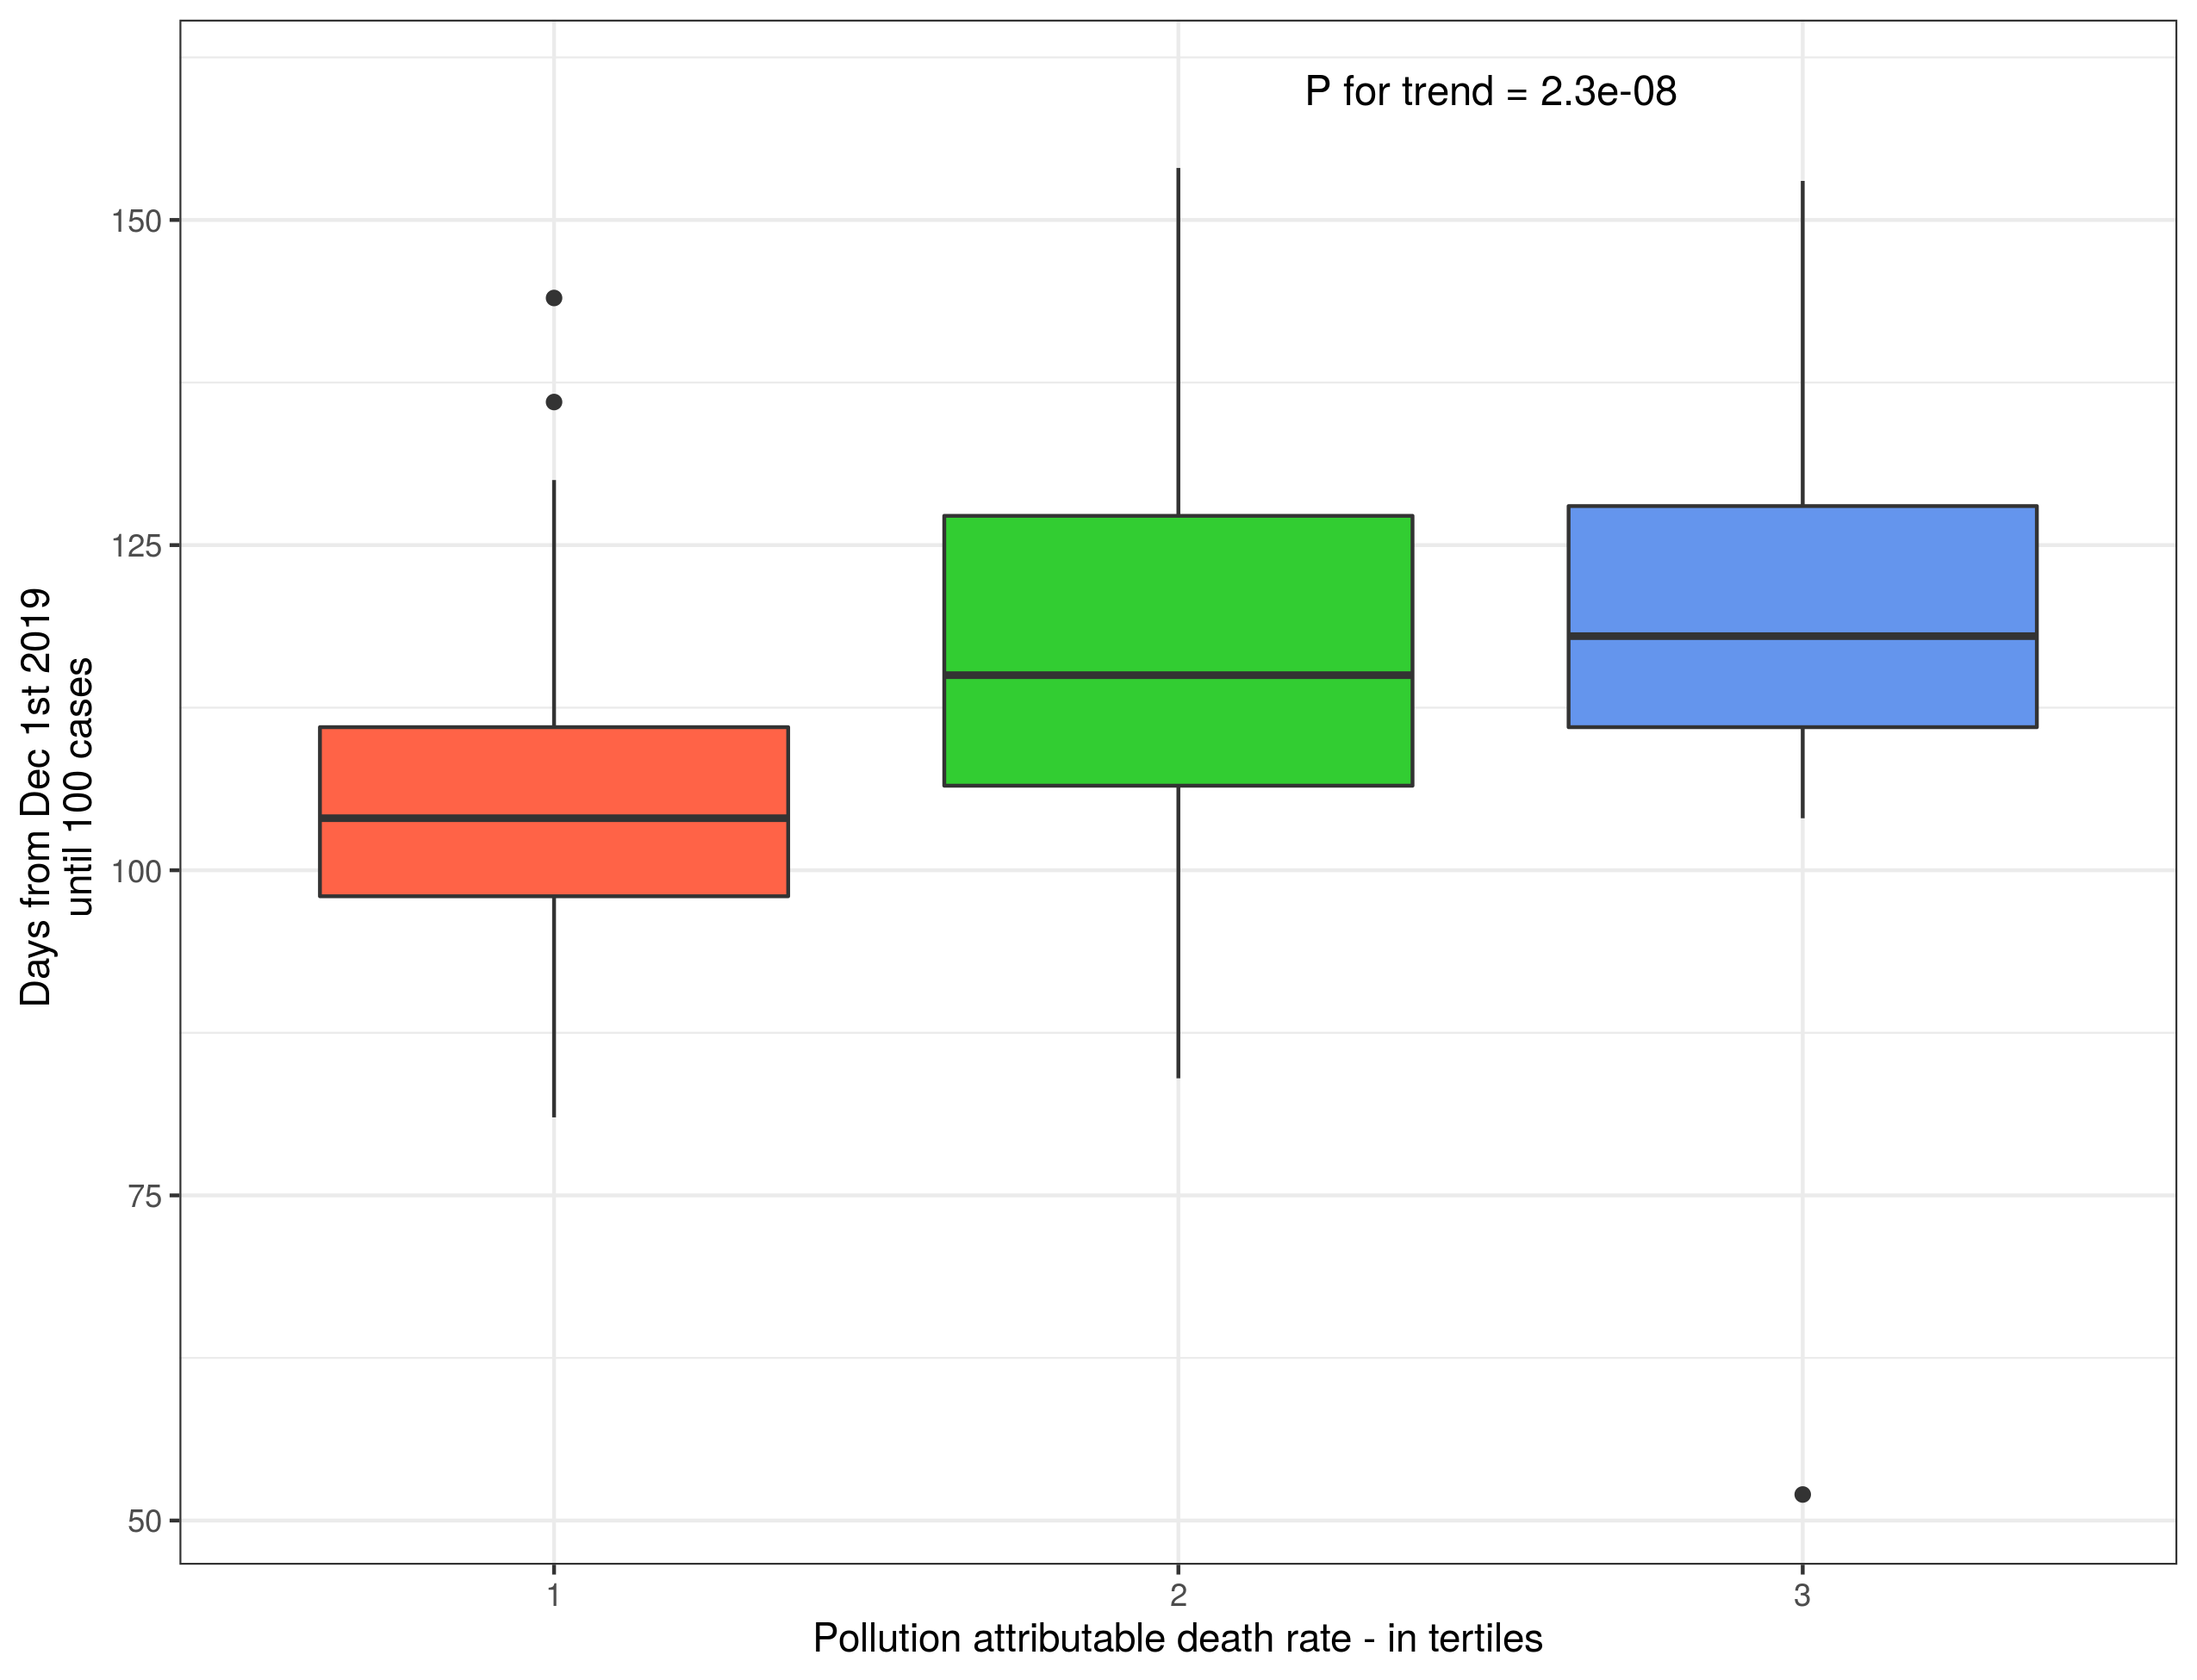 P for trend = 2.3e-08
150
125
100
75
50
Days from Dec 1st 2019
until 100 cases
1
2
3
Pollution attributable death rate - in tertiles